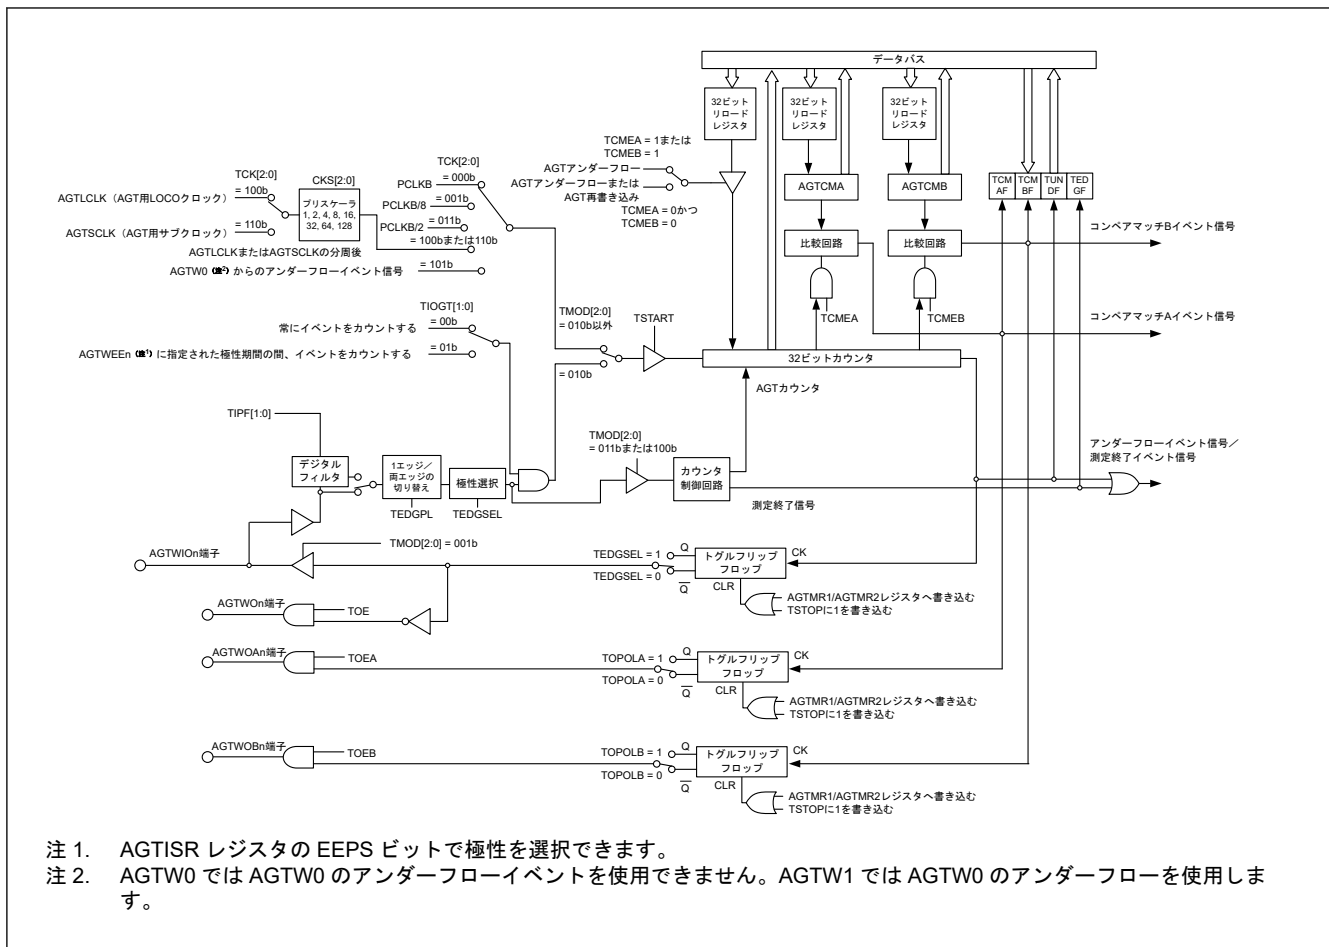 データバス
32ビット
リロード
レジスタ
32ビット
リロード
レジスタ
32ビット
リロード
レジスタ
TCMEA = 1または
TCMEB = 1
AGTアンダーフロー
AGTアンダーフローまたは
AGT再書き込み
TCMEA = 0かつ
TCMEB = 0
TCK[2:0]
= 100b
AGTLCLK（AGT用LOCOクロック）
AGTSCLK（AGT用サブクロック）
= 110b
CKS[2:0]
プリスケーラ
1, 2, 4, 8, 16,
32, 64, 128
AGTLCLKまたはAGTSCLKの分周後
TCK[2:0]
= 000b
PCLKB
= 001b
PCLKB/8
= 011b
PCLKB/2
= 100bまたは110b
AGTW0（注2）からのアンダーフローイベント信号
= 101b
AGTCMA
AGTCMB
比較回路
比較回路
TCMEA
TCMEB
TCM
AF
TCM
BF
TUN
DF
TED
GF
コンペアマッチBイベント信号
コンペアマッチAイベント信号
TIOGT[1:0]
= 00b
常にイベントをカウントする
= 01b
AGTWEEn（注1）に指定された極性期間の間、イベントをカウントする
TMOD[2:0]
= 010b以外
= 010b
TSTART
32ビットカウンタ
AGTカウンタ
TIPF[1:0]
デジタル
フィルタ
1エッジ／
両エッジの
切り替え
TEDGPL
極性選択
TEDGSEL
TMOD[2:0]
= 011bまたは100b
カウンタ
制御回路
測定終了信号
アンダーフローイベント信号／
測定終了イベント信号
AGTWIOn端子
TMOD[2:0] = 001b
TEDGSEL = 1
TEDGSEL = 0
Q
Q
トグルフリップ
フロップ
CK
CLR
AGTMR1/AGTMR2レジスタへ書き込む
TSTOPに1を書き込む
AGTWOn端子
TOE
AGTWOAn端子
TOEA
TOPOLA = 1
TOPOLA = 0
Q
Q
トグルフリップ
フロップ
CK
CLR
AGTMR1/AGTMR2レジスタへ書き込む
TSTOPに1を書き込む
AGTWOBn端子
TOEB
TOPOLB = 1
TOPOLB = 0
Q
Q
トグルフリップ
フロップ
CK
CLR
AGTMR1/AGTMR2レジスタへ書き込む
TSTOPに1を書き込む
注 1. AGTISR レジスタの EEPS ビットで極性を選択できます。
注 2. AGTW0 では AGTW0 のアンダーフローイベントを使用できません。AGTW1 では AGTW0 のアンダーフローを使用しま
す。